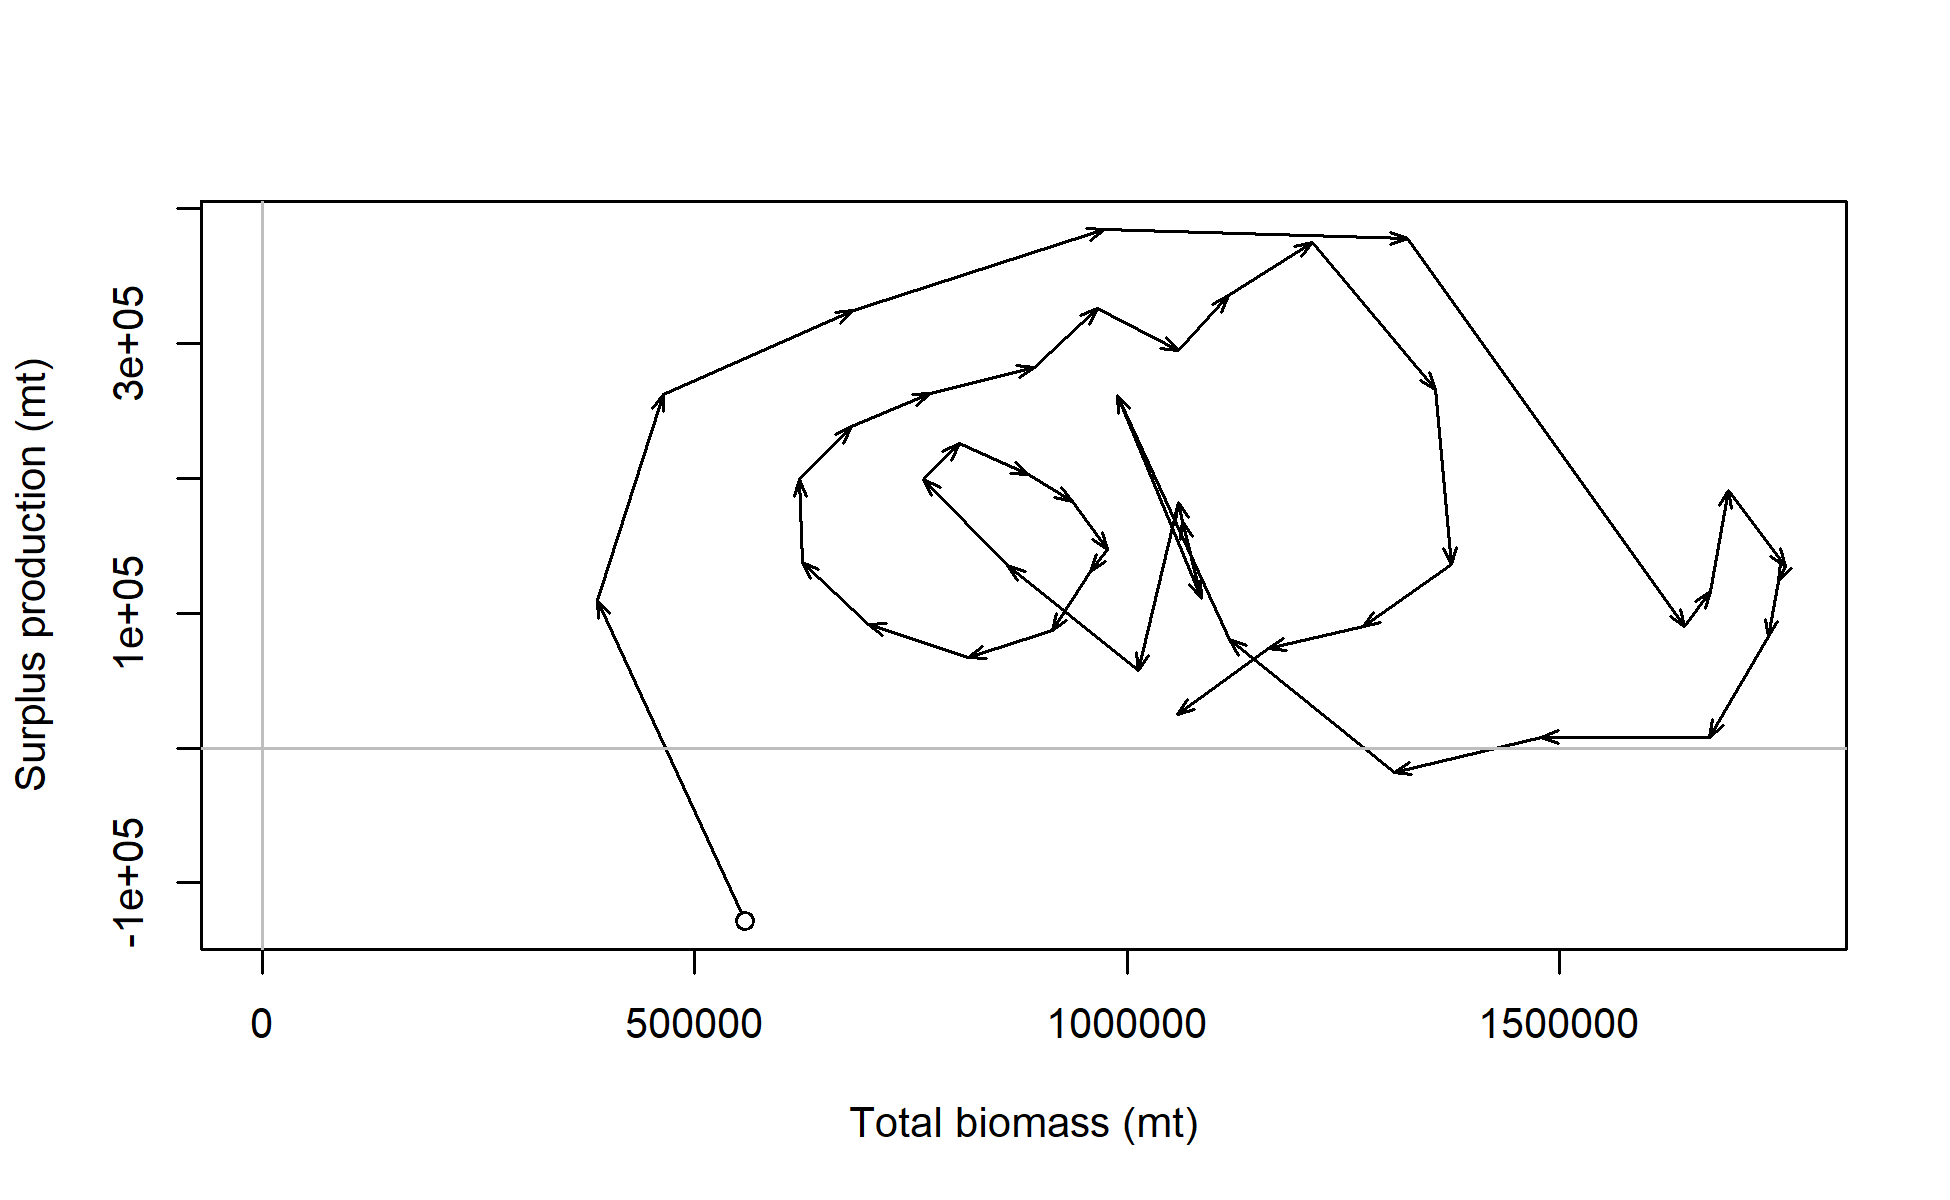 Surplus production (mt)
3e+05
1e+05
-1e+05
0
500000
1000000
1500000
Total biomass (mt)